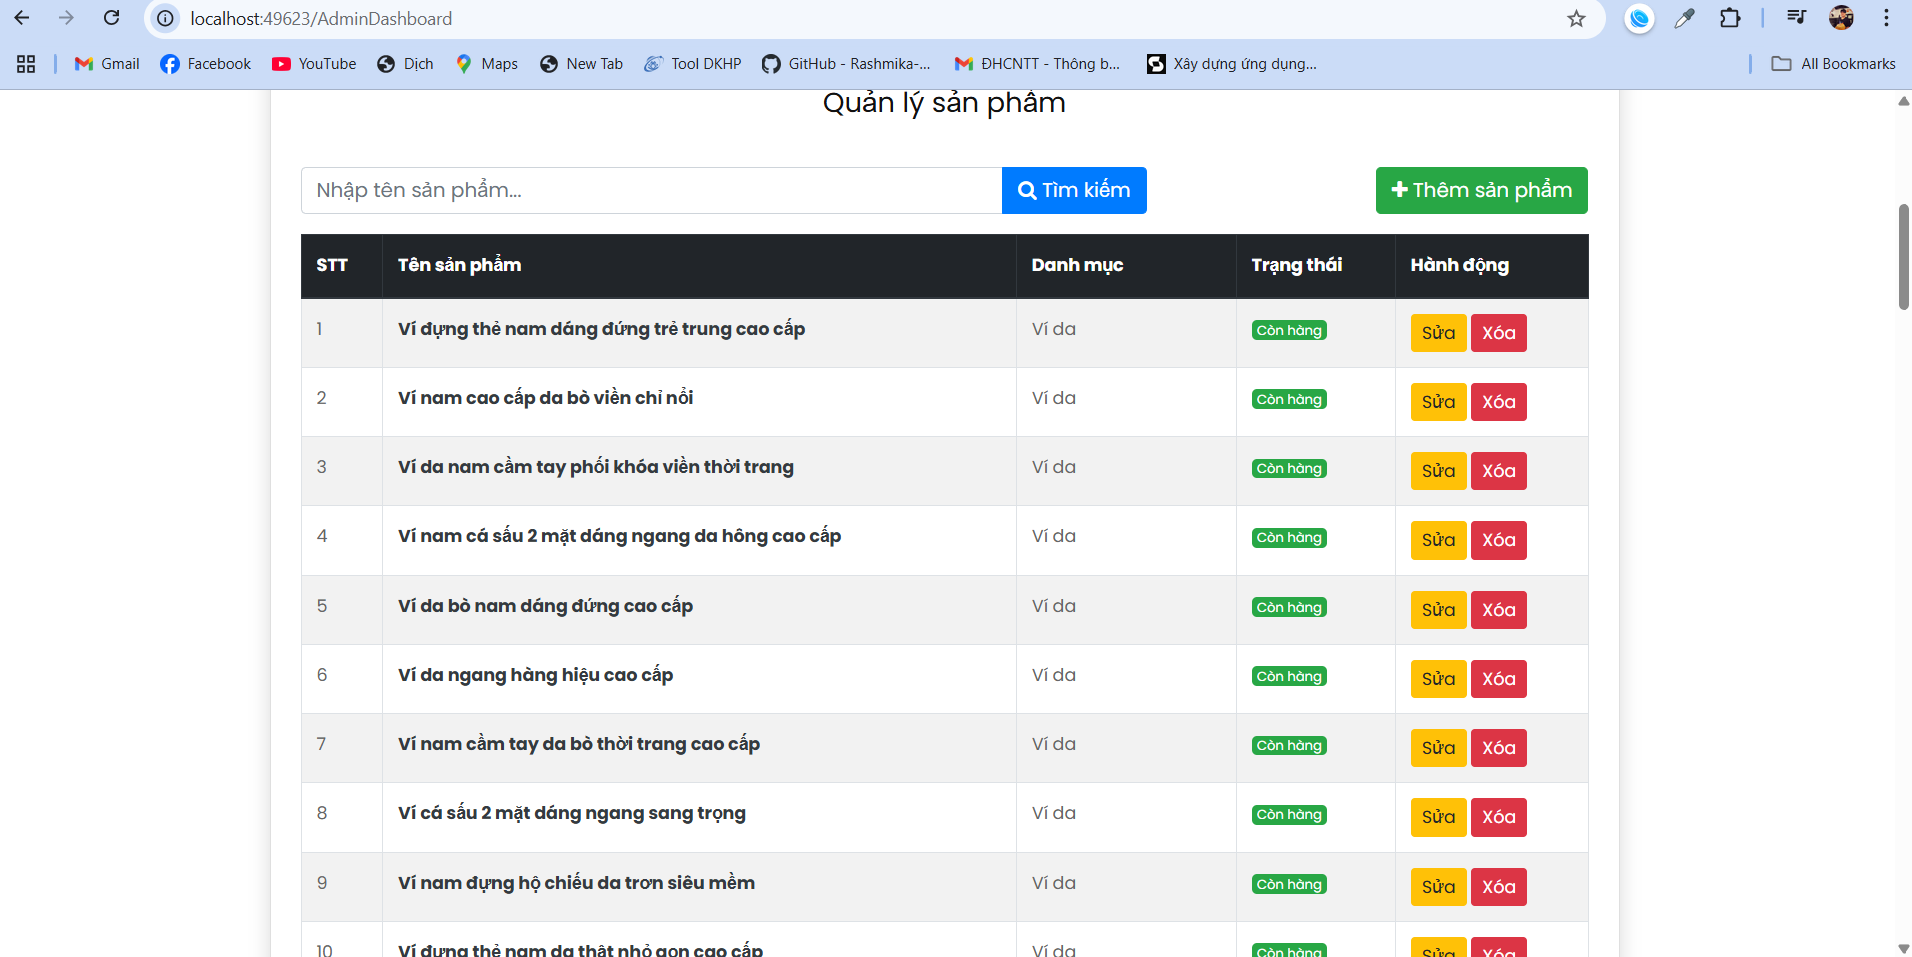 localhost:49623/AdminDashboard
Gmail Facebook YouTube Dịch Maps New Tab Tool DKHP GitHub - Rashmika-... ĐHCNTT - Thông b... Xây dựng ứng dụng... All Bookmarks
Quản lý sản phẩm
Nhập tên sản phẩm... Tìm kiếm Thêm sản phẩm
STT Tên sản phẩm Danh mục Trạng thái Hành động
1 Ví đựng thẻ nam dáng đứng trẻ trung cao cấp Ví da Còn hàng Sửa Xóa
2 Ví nam cao cấp da bò viền chỉ nổi Ví da Còn hàng Sửa Xóa
3 Ví da nam cầm tay phối khóa viền thời trang Ví da Còn hàng Sửa Xóa
4 Ví nam cá sấu 2 mặt dáng ngang da hông cao cấp Ví da Còn hàng Sửa Xóa
5 Ví da bò nam dáng đứng cao cấp Ví da Còn hàng Sửa Xóa
6 Ví da ngang hàng hiệu cao cấp Ví da Còn hàng Sửa Xóa
7 Ví nam cầm tay da bò thời trang cao cấp Ví da Còn hàng Sửa Xóa
8 Ví cá sấu 2 mặt dáng ngang sang trọng Ví da Còn hàng Sửa Xóa
9 Ví nam đựng hộ chiếu da trơn siêu mềm Ví da Còn hàng Sửa Xóa
10 Ví đựng thẻ nam da thật nhỏ gọn cao cấp Ví da Còn hàng Sửa Xóa